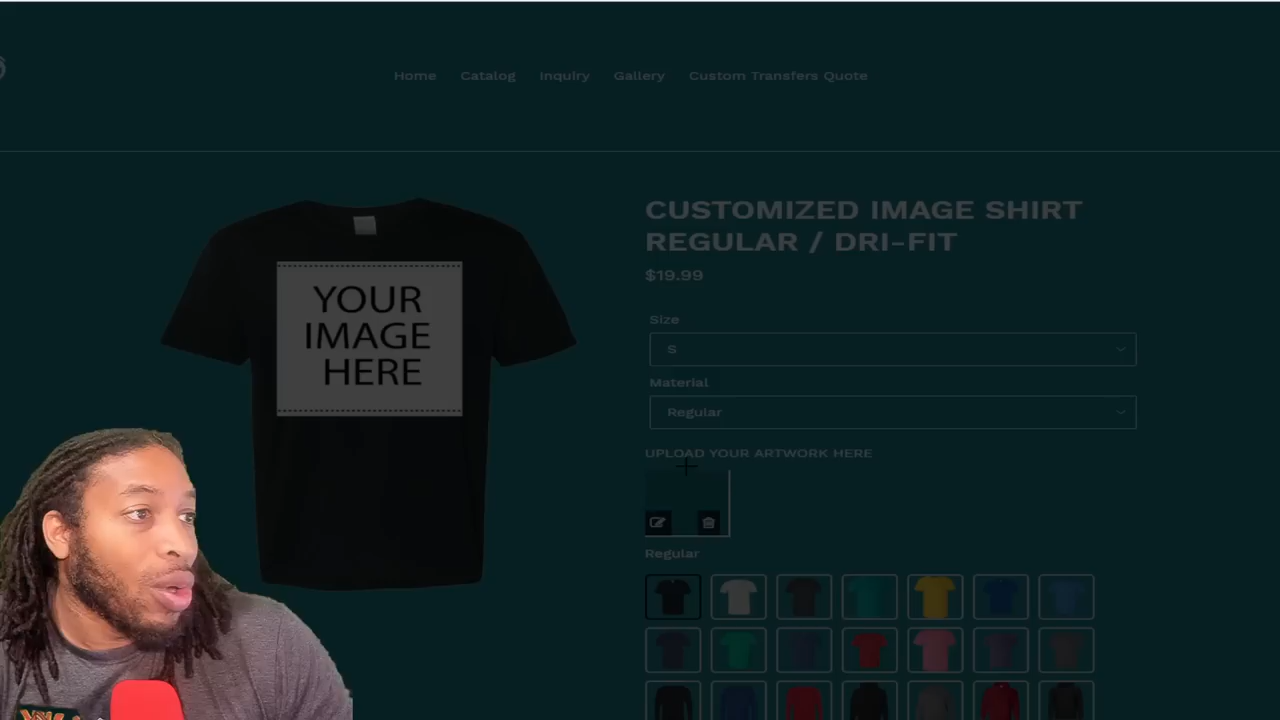 Home Catalog Inquiry Gallery Custom Transfers Quote
CUSTOMIZED IMAGE SHIRT
REGULAR / DRI-FIT
$19.99
YOUR
IMAGE
HERE
Size
S
Material
Regular
UPLOAD YOUR ARTWORK HERE
Regular